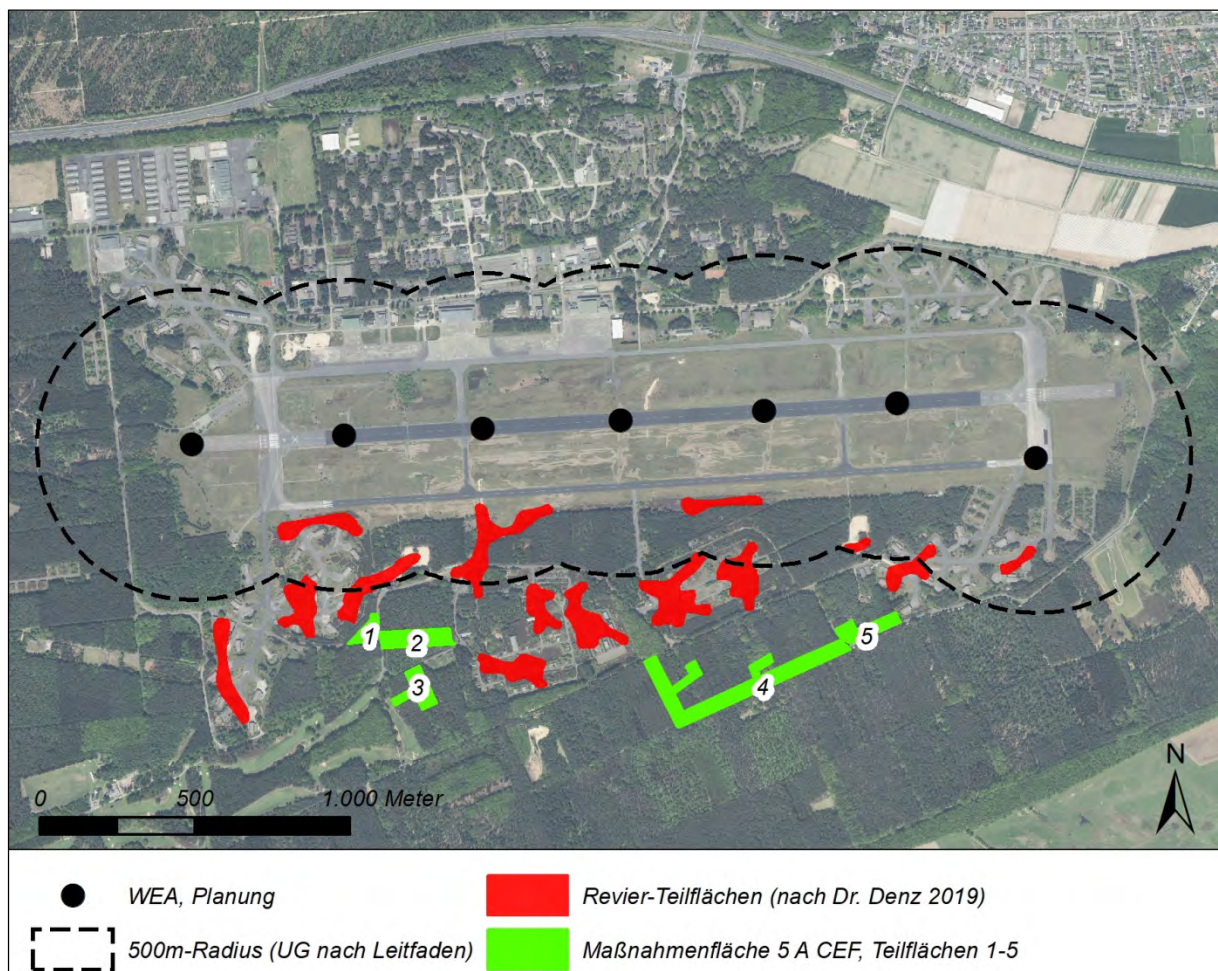 1
2
3
4
5
N
0 500 1.000 Meter
WEA, Planung
Revier-Teilflächen (nach Dr. Denz 2019)
500m-Radius (UG nach Leitfaden)
Maßnahmenfläche 5 A CEF, Teilflächen 1-5